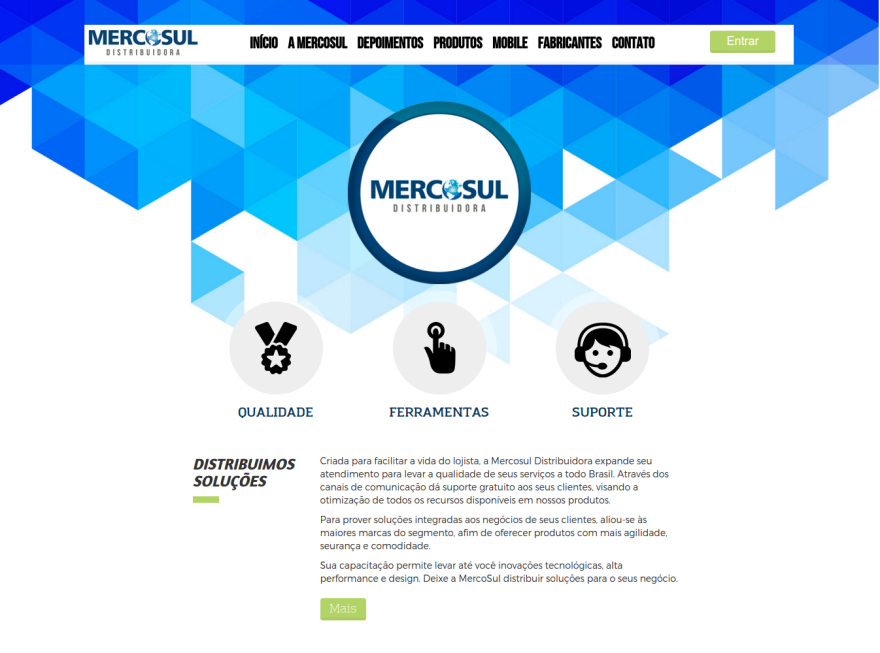 MERCOSUL
DISTRIBUIDORA
INÍCIO A MERCOSUL DEPOIMENTOS PRODUTOS MOBILE FABRICANTES CONTATO
Entrar
MERCOSUL
DISTRIBUIDORA
QUALIDADE
FERRAMENTAS
SUPORTE
DISTRIBUIMOS
SOLUÇÕES
Criada para facilitar a vida do lojista, a Mercosul Distribuidora expande seu
atendimento para levar a qualidade de seus serviços a todo Brasil. Através dos
canais de comunicação dá suporte gratuito aos seus clientes, visando a
otimização de todos os recursos disponíveis em nossos produtos.
Para prover soluções integradas aos negócios de seus clientes, aliou-se às
maiores marcas do segmento, afim de oferecer produtos com mais agilidade,
seurança e comodidade.
Sua capacitação permite levar até você inovações tecnológicas, alta
performance e design. Deixe a MercoSul distribuir soluções para o seus negócio.
Mais